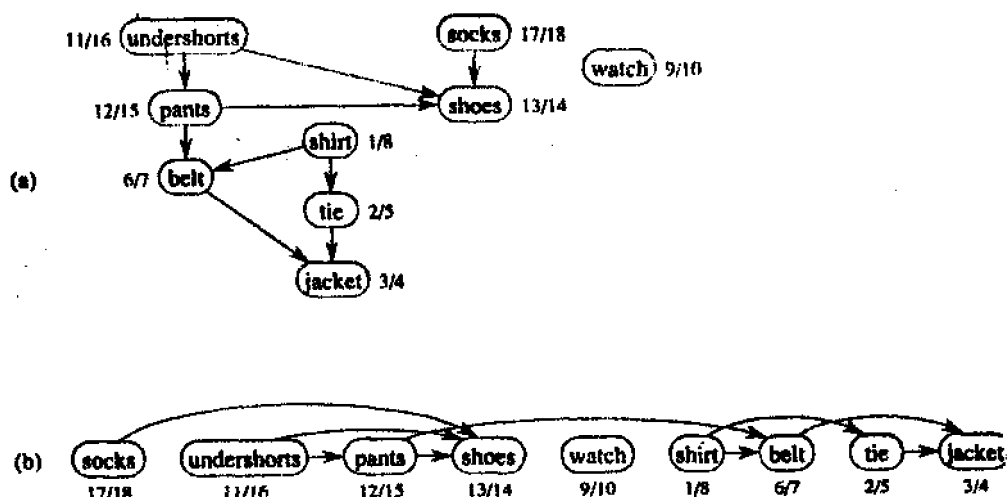 11/16 undershorts socks 17/18
watch 9/10
12/15 pants shoes 13/14
shirt 1/8
(a) 6/7 belt
tie 2/5
jacket 3/4
(b) socks undershorts pants shoes watch shirt belt tie jacket
17/18 11/16 12/15 13/14 9/10 1/8 6/7 2/5 3/4